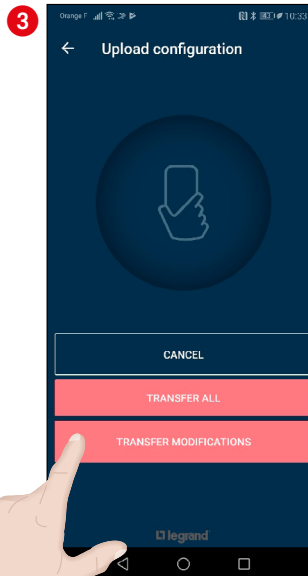 3
Orange F 10:33
Upload configuration
CANCEL
TRANSFER ALL
TRANSFER MODIFICATIONS
legrand